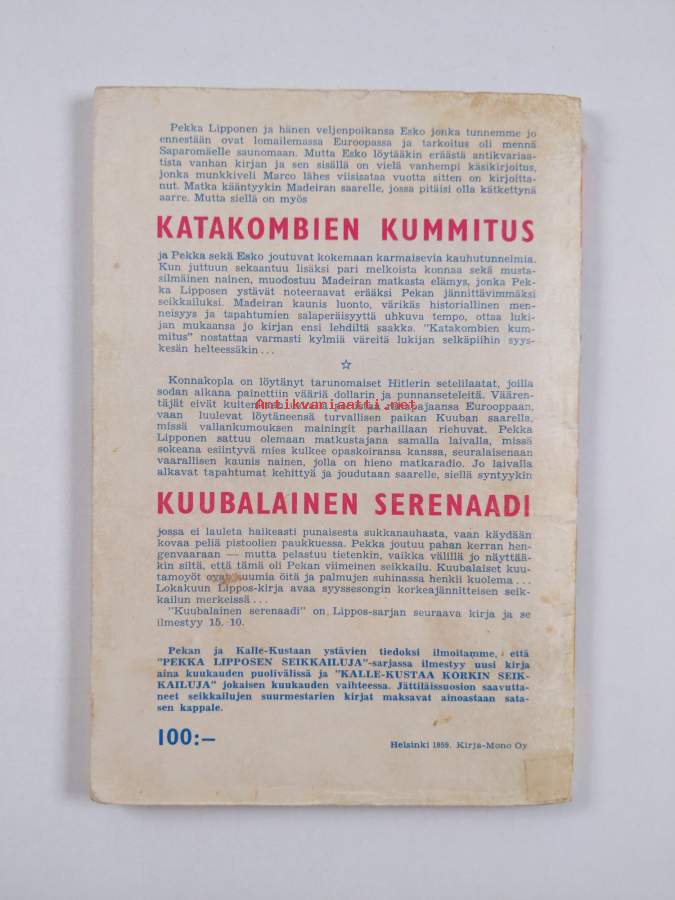 Pekka Lipponen ja hänen veljenpoikansa Esko jonka tunnemme jo
ennestään ovat lomailemassa Euroopassa ja tarkoitus oli mennä
Saparomäelle saunomaan. Mutta Esko löytääkin eräästä antikvariaa-
tista vanhan kirjan ja sen sisällä on vielä vanhempi käsikirjoitus,
jonka munkkiveli Marco lähes viisisataa vuotta sitten on kirjoitta-
nut. Matka kääntyykin Madeiran saarelle, jossa pitäisi olla kätkettynä
aarre. Mutta siellä on myös
KATAKOMBIEN KUMMITUS
ja Pekka sekä Esko joutuvat kokemaan karmaisevia kauhutunnelmia.
Kun juttuun sekaantuu lisäksi pari melkoista konnaa sekä musta-
silmäinen nainen, muodostuu Madeiran matkasta elämys, jonka Pek-
ka Lipposen ystävät noteeraavat erääksi Pekan jännittävimmäksi
seikkailuksi. Madeiran kaunis luonto, värikäs historiallinen men-
neisyys ja tapahtumien salaperäisyyttä uhkuva tempo, ottaa luki-
jan mukaansa jo kirjan ensi lehdiltä saakka. "Katakombien kum-
mitus" nostattaa varmasti kylmiä väreitä lukijan selkäpiihin syys-
kesän helteessäkin...
☆
Konnakopla on löytänyt tarunomaiset Hitlerin setelilaatat, joilla
sodan aikana painettiin vääriä dollarin ja punnanseteleitä. Väären-
täjät eivät kuitenkaan perustaa rahapajaansa Eurooppaan,
Antikvariaatti.net
vaan luulevat löytäneensä turvallisen paikan Kuuban saarella,
missä vallankumouksen mainingit parhaillaan riehuvat. Pekka
Lipponen sattuu olemaan matkustajana samalla laivalla, missä
sokeana esiintyvä mies kulkee opaskoiransa kanssa, seuralaisenaan
vaarallisen kaunis nainen, jolla on hieno matkaradio. Jo laivalla
alkavat tapahtumat kehittyä ja joudutaan saarelle, siellä syntyykin
KUUBALAINEN SERENAADI
jossa ei lauleta haikeasti punaisesta sukkanauhasta, vaan käydään
kovaa peliä pistoolien paukkuessa. Pekka joutuu pahan kerran hen-
genvaaraan — mutta pelastuu tietenkin, vaikka välillä jo näyttää-
kin siltä, että tämä oli Pekan viimeinen seikkailu. Kuubalaiset kuu-
tamoyöt ovat kuumia öitä ja palmujen suhinassa henkii kuolema...
Lokakuun Lippos-kirja avaa syyssesongin korkeajännitteisen seik-
kailun merkeissä...
"Kuubalainen serenaadi" on Lippos-sarjan seuraava kirja ja se
ilmestyy 15. 10.
Pekan ja Kalle-Kustaan ystävien tiedoksi ilmoitamme, että
"PEKKA LIPPOSEN SEIKKAILUJA"-sarjassa ilmestyy uusi kirja
aina kuukauden puolivälissä ja "KALLE-KUSTAA KORKIN SEIK-
KAILUJA" jokaisen kuukauden vaihteessa. Jättiläissuosion saavutta-
neet seikkailujen suurmestarien kirjat maksavat ainoastaan sata-
sen kappale.
100:—
Helsinki 1959. Kirja-Mono Oy